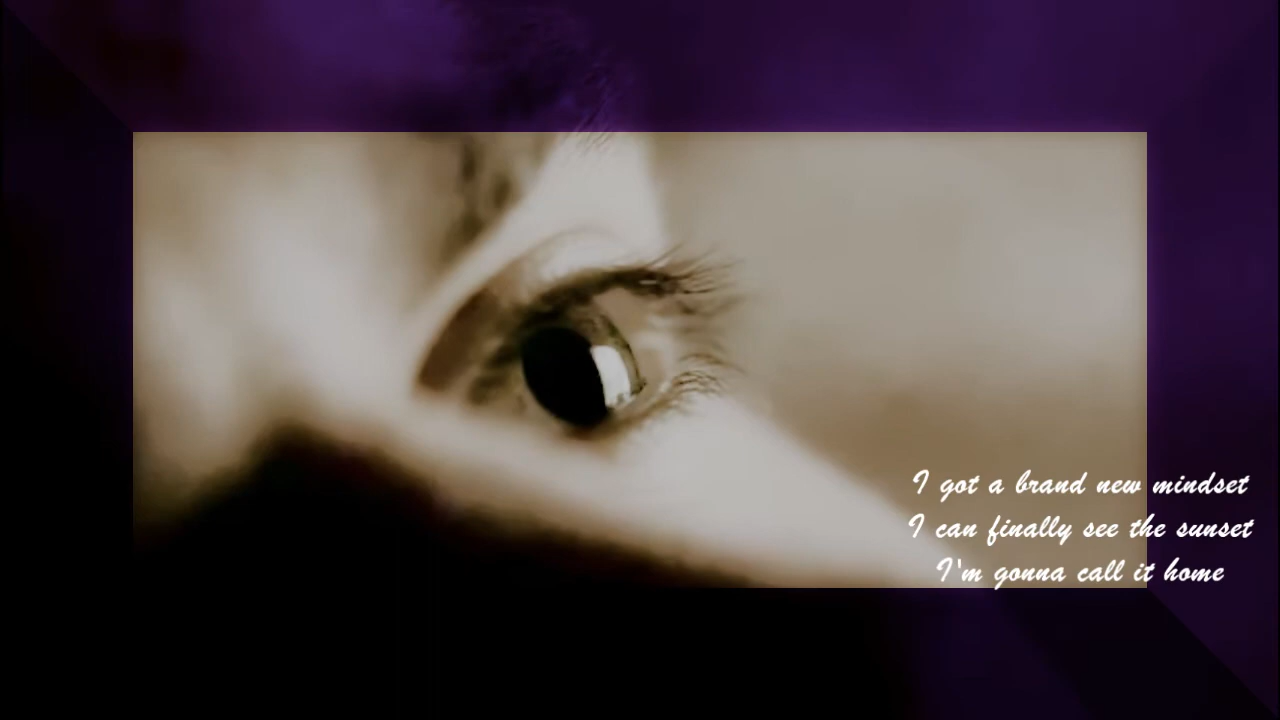 I got a brand new mindset
I can finally see the sunset
I'm gonna call it home